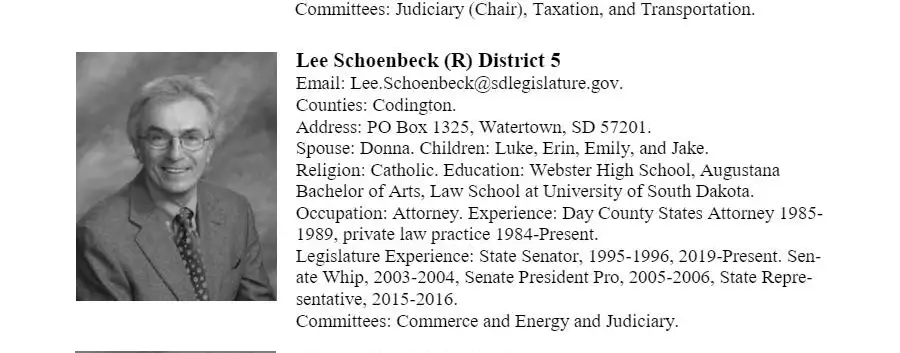 Committees: Judiciary (Chair), Taxation, and Transportation.
Lee Schoenbeck (R) District 5
Email: Lee.Schoenbeck@sdlegislature.gov.
Counties: Codington.
Address: PO Box 1325, Watertown, SD 57201.
Spouse: Donna. Children: Luke, Erin, Emily, and Jake.
Religion: Catholic. Education: Webster High School, Augustana
Bachelor of Arts, Law School at University of South Dakota.
Occupation: Attorney. Experience: Day County States Attorney 1985-
1989, private law practice 1984-Present.
Legislature Experience: State Senator, 1995-1996, 2019-Present. Sen-
ate Whip, 2003-2004, Senate President Pro, 2005-2006, State Repre-
sentative, 2015-2016.
Committees: Commerce and Energy and Judiciary.